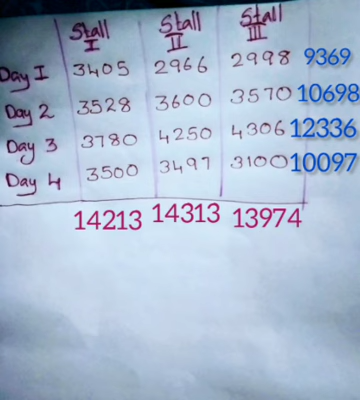 Stall Stall Stall
I II III
Day I 3405 2966 2998 9369
Day 2 3528 3600 3570 10698
Day 3 3780 4250 4306 12336
Day 4 3500 3497 3100 10097
14213 14313 13974